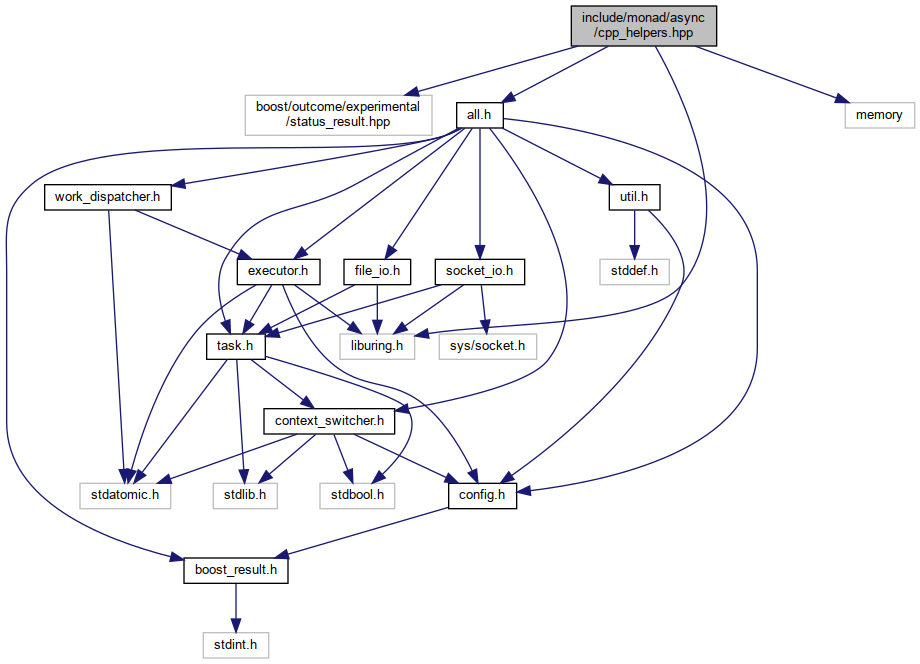 include/monad/async
/cpp_helpers.hpp
boost/outcome/experimental
/status_result.hpp
all.h
memory
work_dispatcher.h
util.h
executor.h
file_io.h
socket_io.h
stddef.h
task.h
liburing.h
sys/socket.h
context_switcher.h
stdatomic.h
stdlib.h
stdbool.h
config.h
boost_result.h
stdint.h